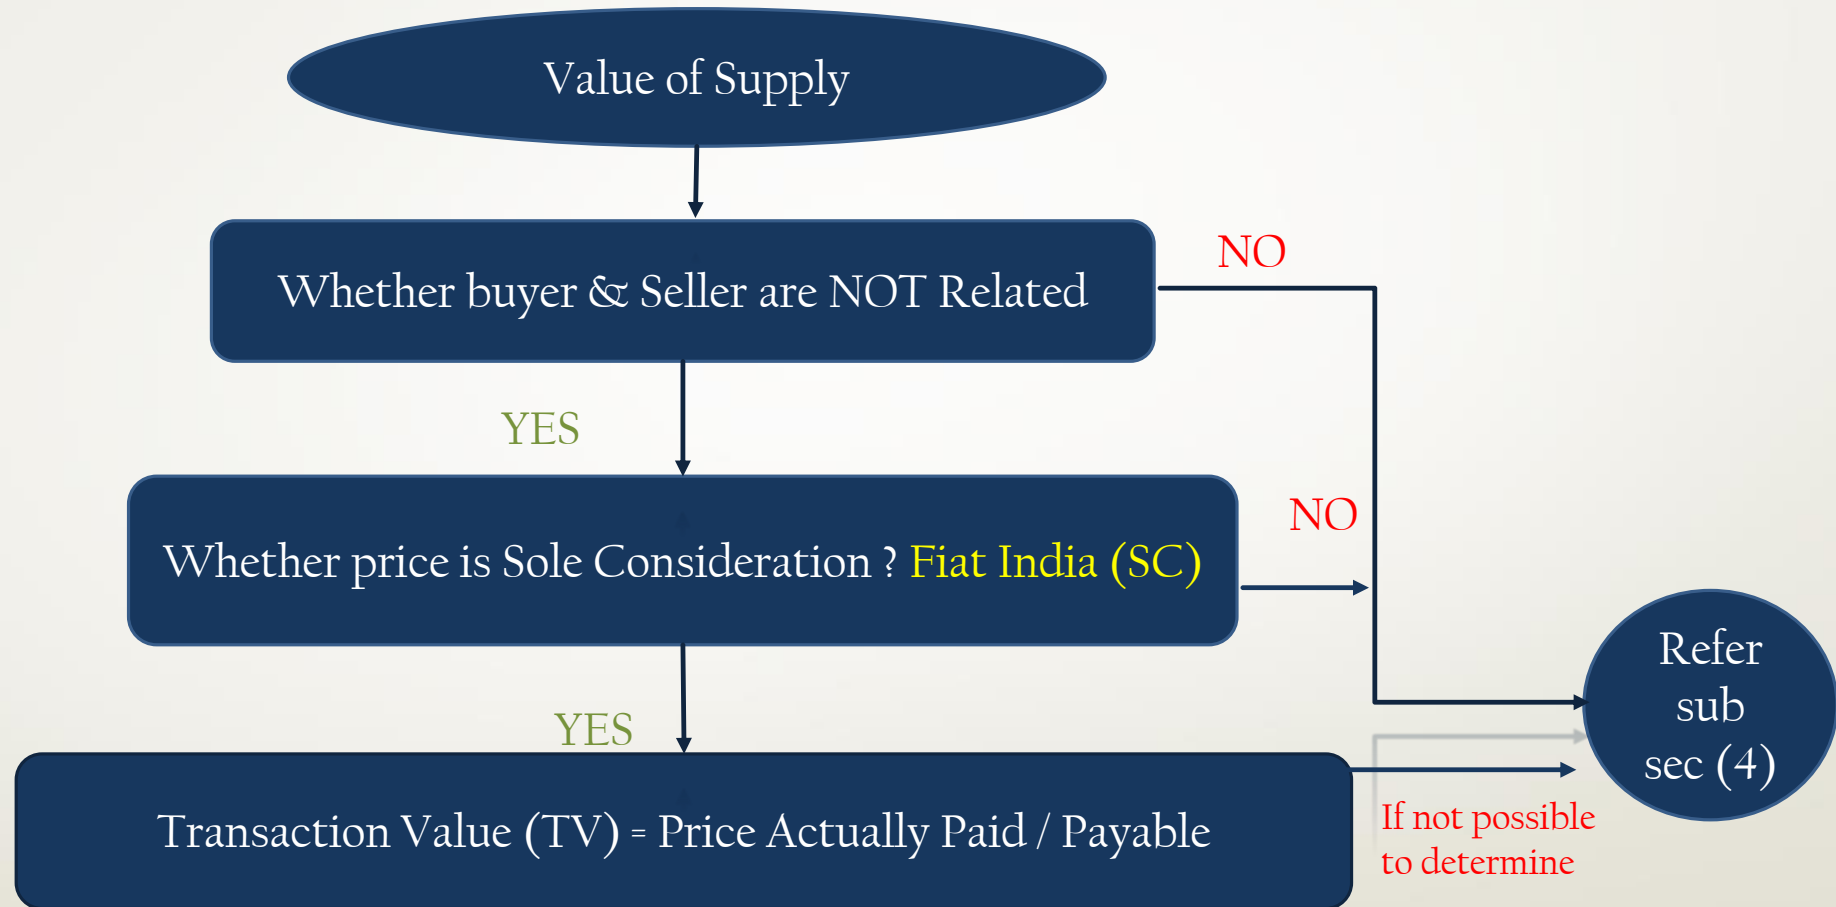 Value of Supply
Whether buyer & Seller are NOT Related
NO
YES
Whether price is Sole Consideration ? Fiat India (SC)
NO
YES
Transaction Value (TV) = Price Actually Paid / Payable
If not possible
to determine
Refer
sub
sec (4)